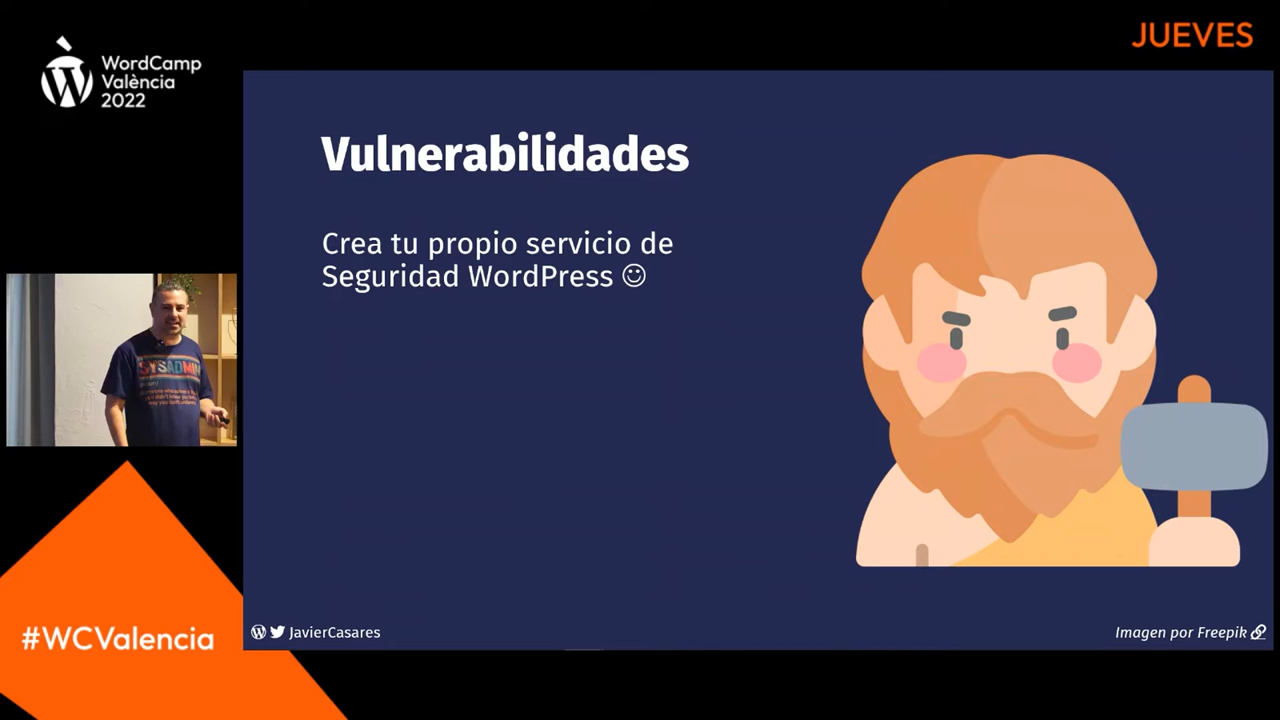 JUEVES
WordCamp
València
2022
Vulnerabilidades
Crea tu propio servicio de
Seguridad WordPress ☺
SYSADMIN
#WCValencia
JavierCasares
Imagen por Freepik